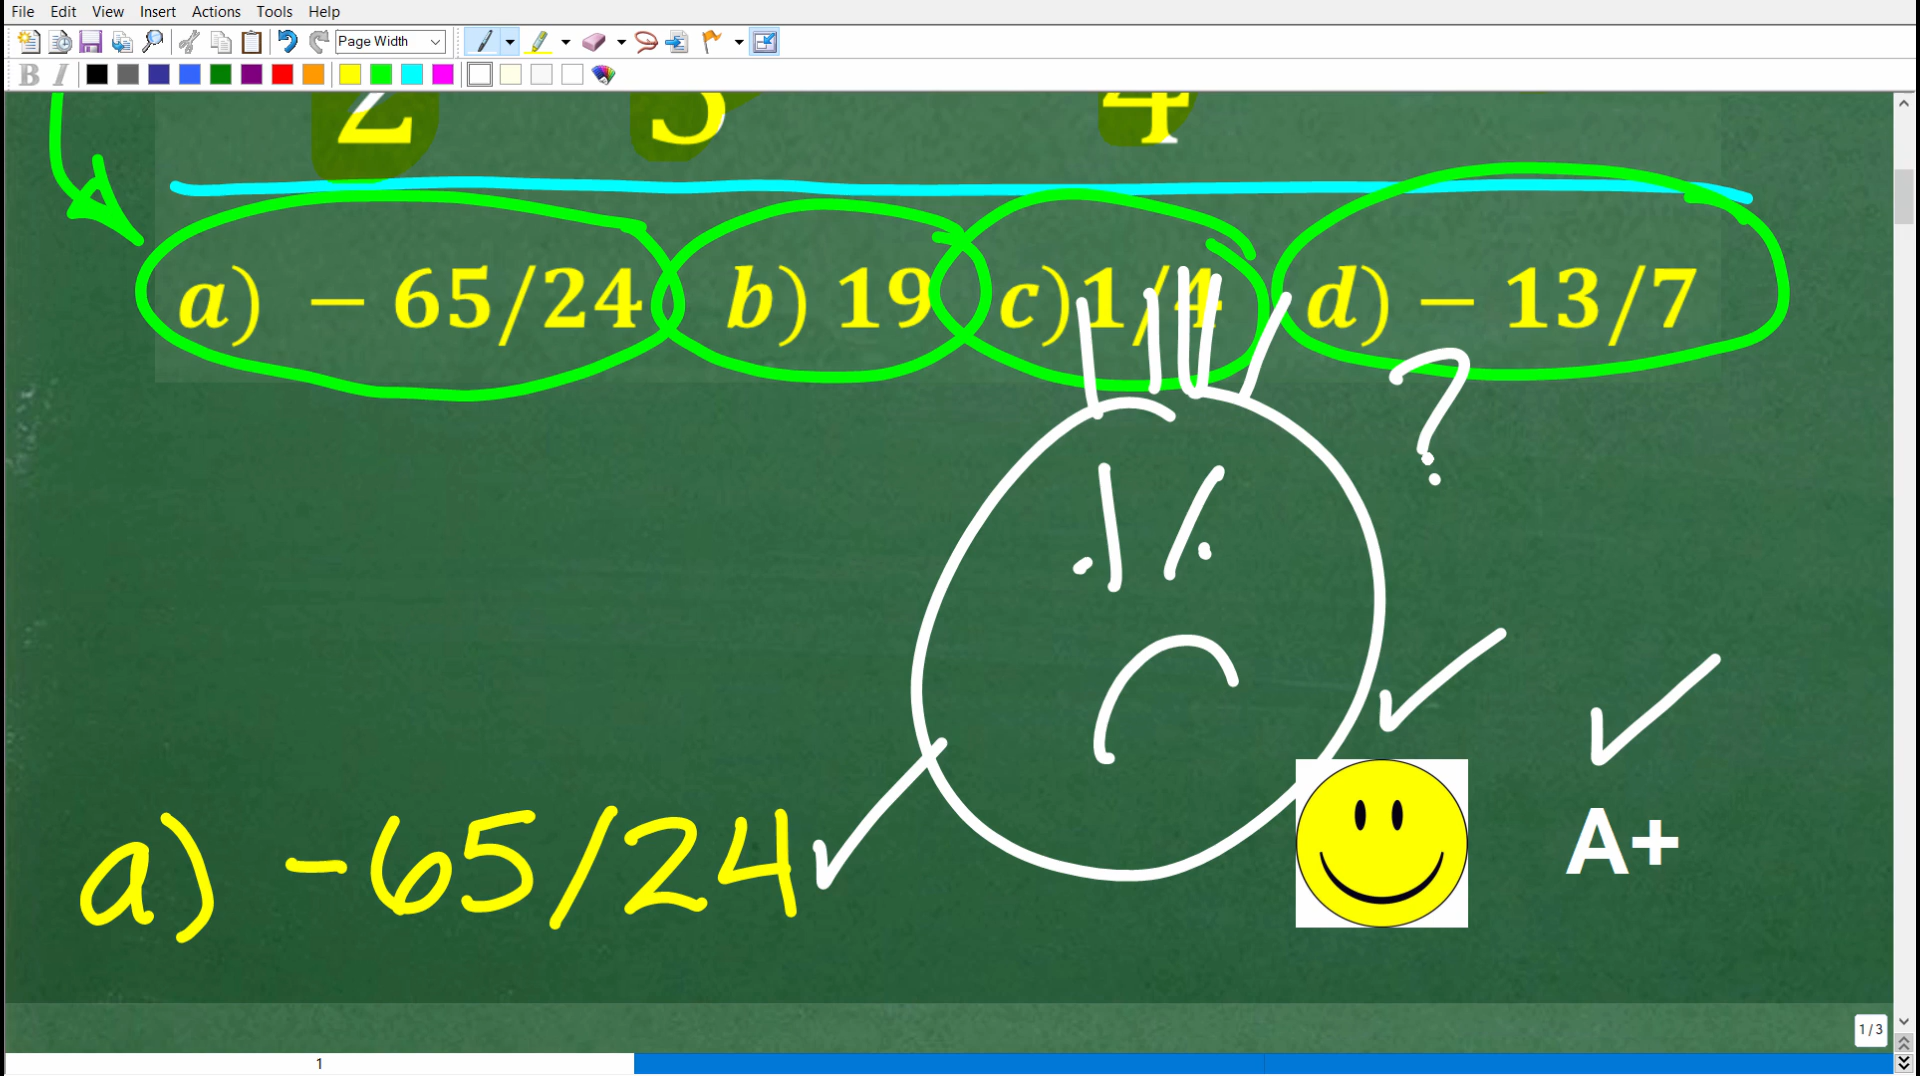 File Edit View Insert Actions Tools Help
Page Width
B I
2 3 4
a) − 65/24 b) 19 c)1/4 d) − 13/7
?
a) -65/24
A+
1 / 3
1